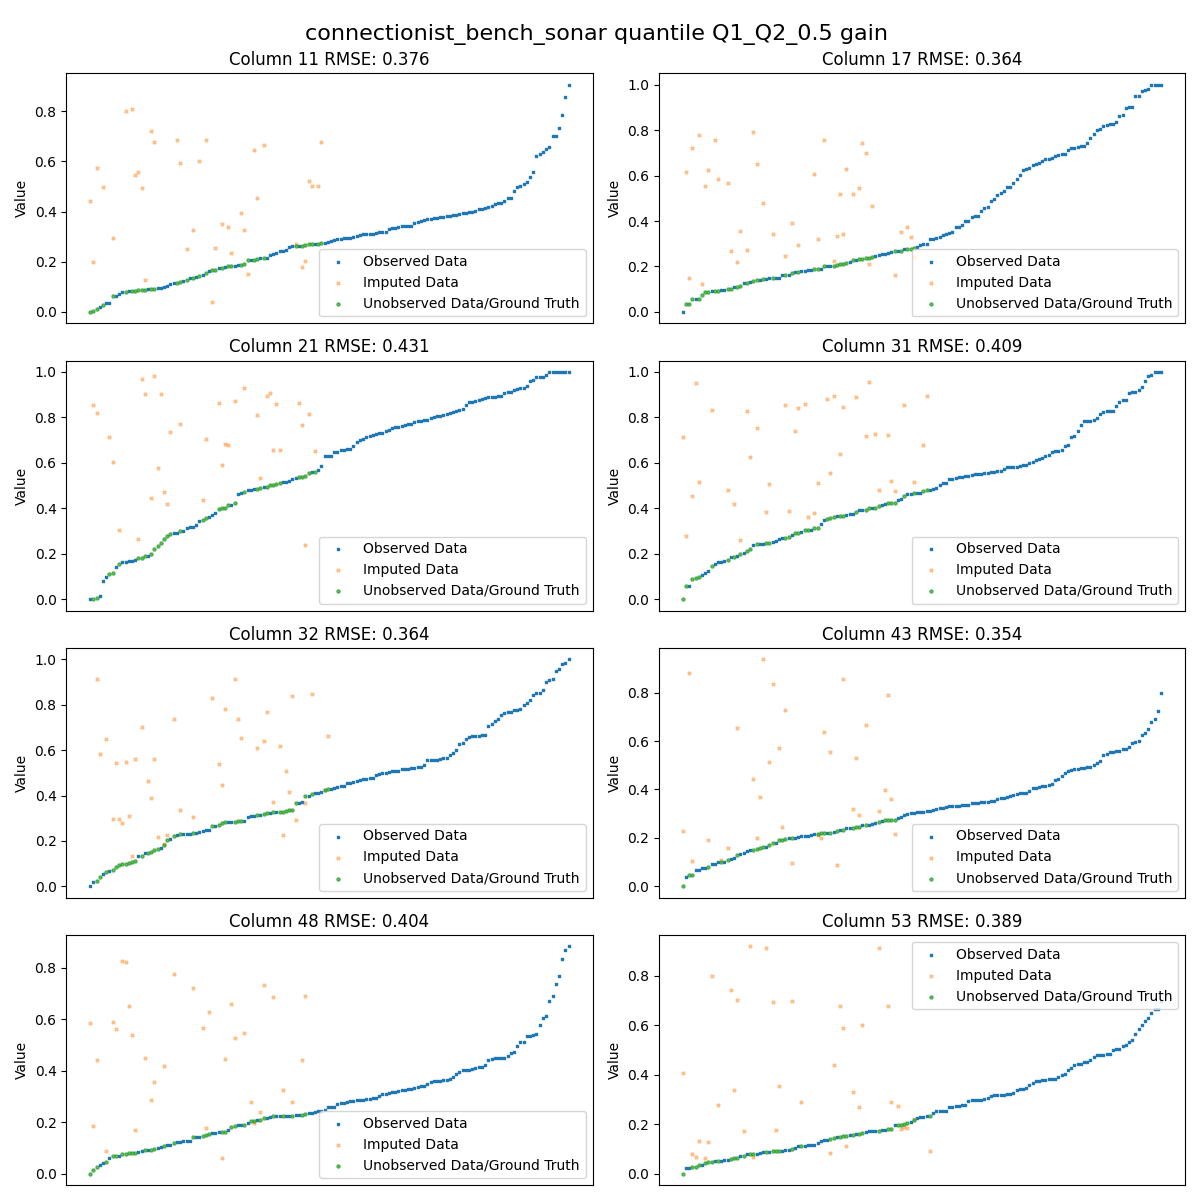 connectionist_bench_sonar quantile Q1_Q2_0.5 gain
Column 11 RMSE: 0.376
0.8
0.6
0.4
0.2
0.0
Value
Observed Data
Imputed Data
Unobserved Data/Ground Truth
Column 17 RMSE: 0.364
1.0
0.8
0.6
0.4
0.2
0.0
Value
Observed Data
Imputed Data
Unobserved Data/Ground Truth
Column 21 RMSE: 0.431
1.0
0.8
0.6
0.4
0.2
0.0
Value
Observed Data
Imputed Data
Unobserved Data/Ground Truth
Column 31 RMSE: 0.409
1.0
0.8
0.6
0.4
0.2
0.0
Value
Observed Data
Imputed Data
Unobserved Data/Ground Truth
Column 32 RMSE: 0.364
1.0
0.8
0.6
0.4
0.2
0.0
Value
Observed Data
Imputed Data
Unobserved Data/Ground Truth
Column 43 RMSE: 0.354
0.8
0.6
0.4
0.2
0.0
Value
Observed Data
Imputed Data
Unobserved Data/Ground Truth
Column 48 RMSE: 0.404
0.8
0.6
0.4
0.2
0.0
Value
Observed Data
Imputed Data
Unobserved Data/Ground Truth
Column 53 RMSE: 0.389
0.8
0.6
0.4
0.2
0.0
Value
Observed Data
Imputed Data
Unobserved Data/Ground Truth